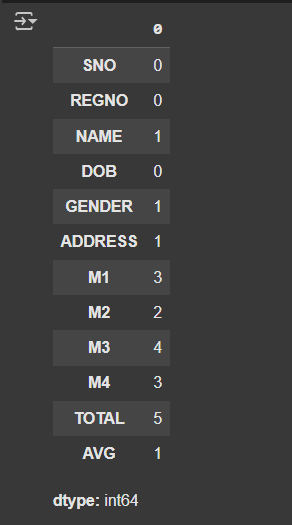 0
SNO 0
REGNO 0
NAME 1
DOB 0
GENDER 1
ADDRESS 1
M1 3
M2 2
M3 4
M4 3
TOTAL 5
AVG 1
dtype: int64